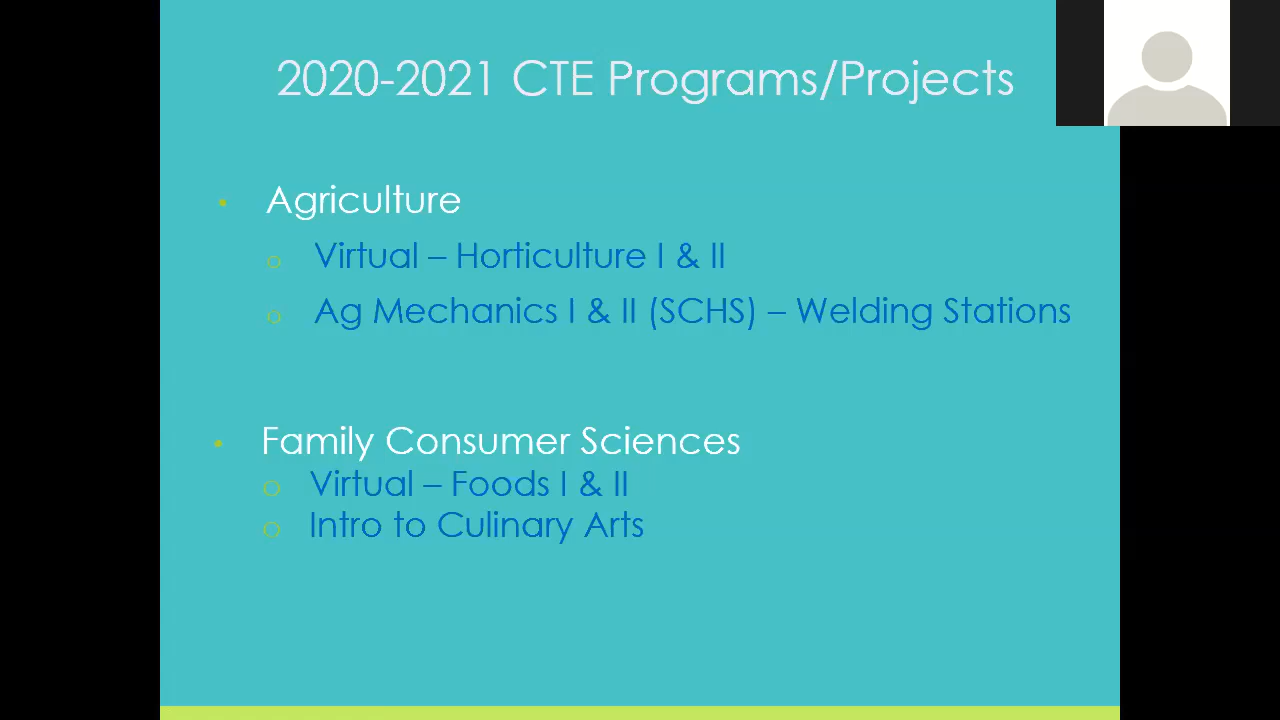 2020-2021 CTE Programs/Projects
• Agriculture
o Virtual – Horticulture I & II
o Ag Mechanics I & II (SCHS) – Welding Stations
• Family Consumer Sciences
o Virtual – Foods I & II
o Intro to Culinary Arts